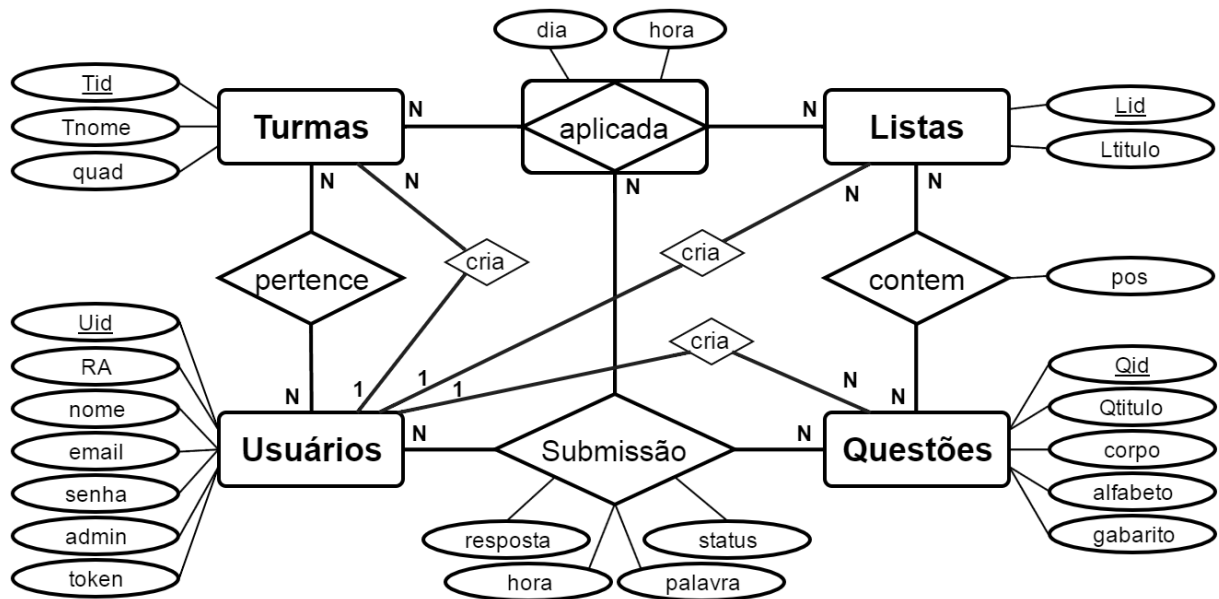 dia
hora
Tid
Tnome
quad
Turmas
N
aplicada
N
Listas
Lid
Ltitulo
N
N
N
N
N
cria
cria
pertence
contem
pos
cria
Uid
RA
nome
email
senha
admin
token
N
1
1
1
N
N
Qid
Qtitulo
corpo
alfabeto
gabarito
Usuários
N
Submissão
N
Questões
resposta
status
hora
palavra